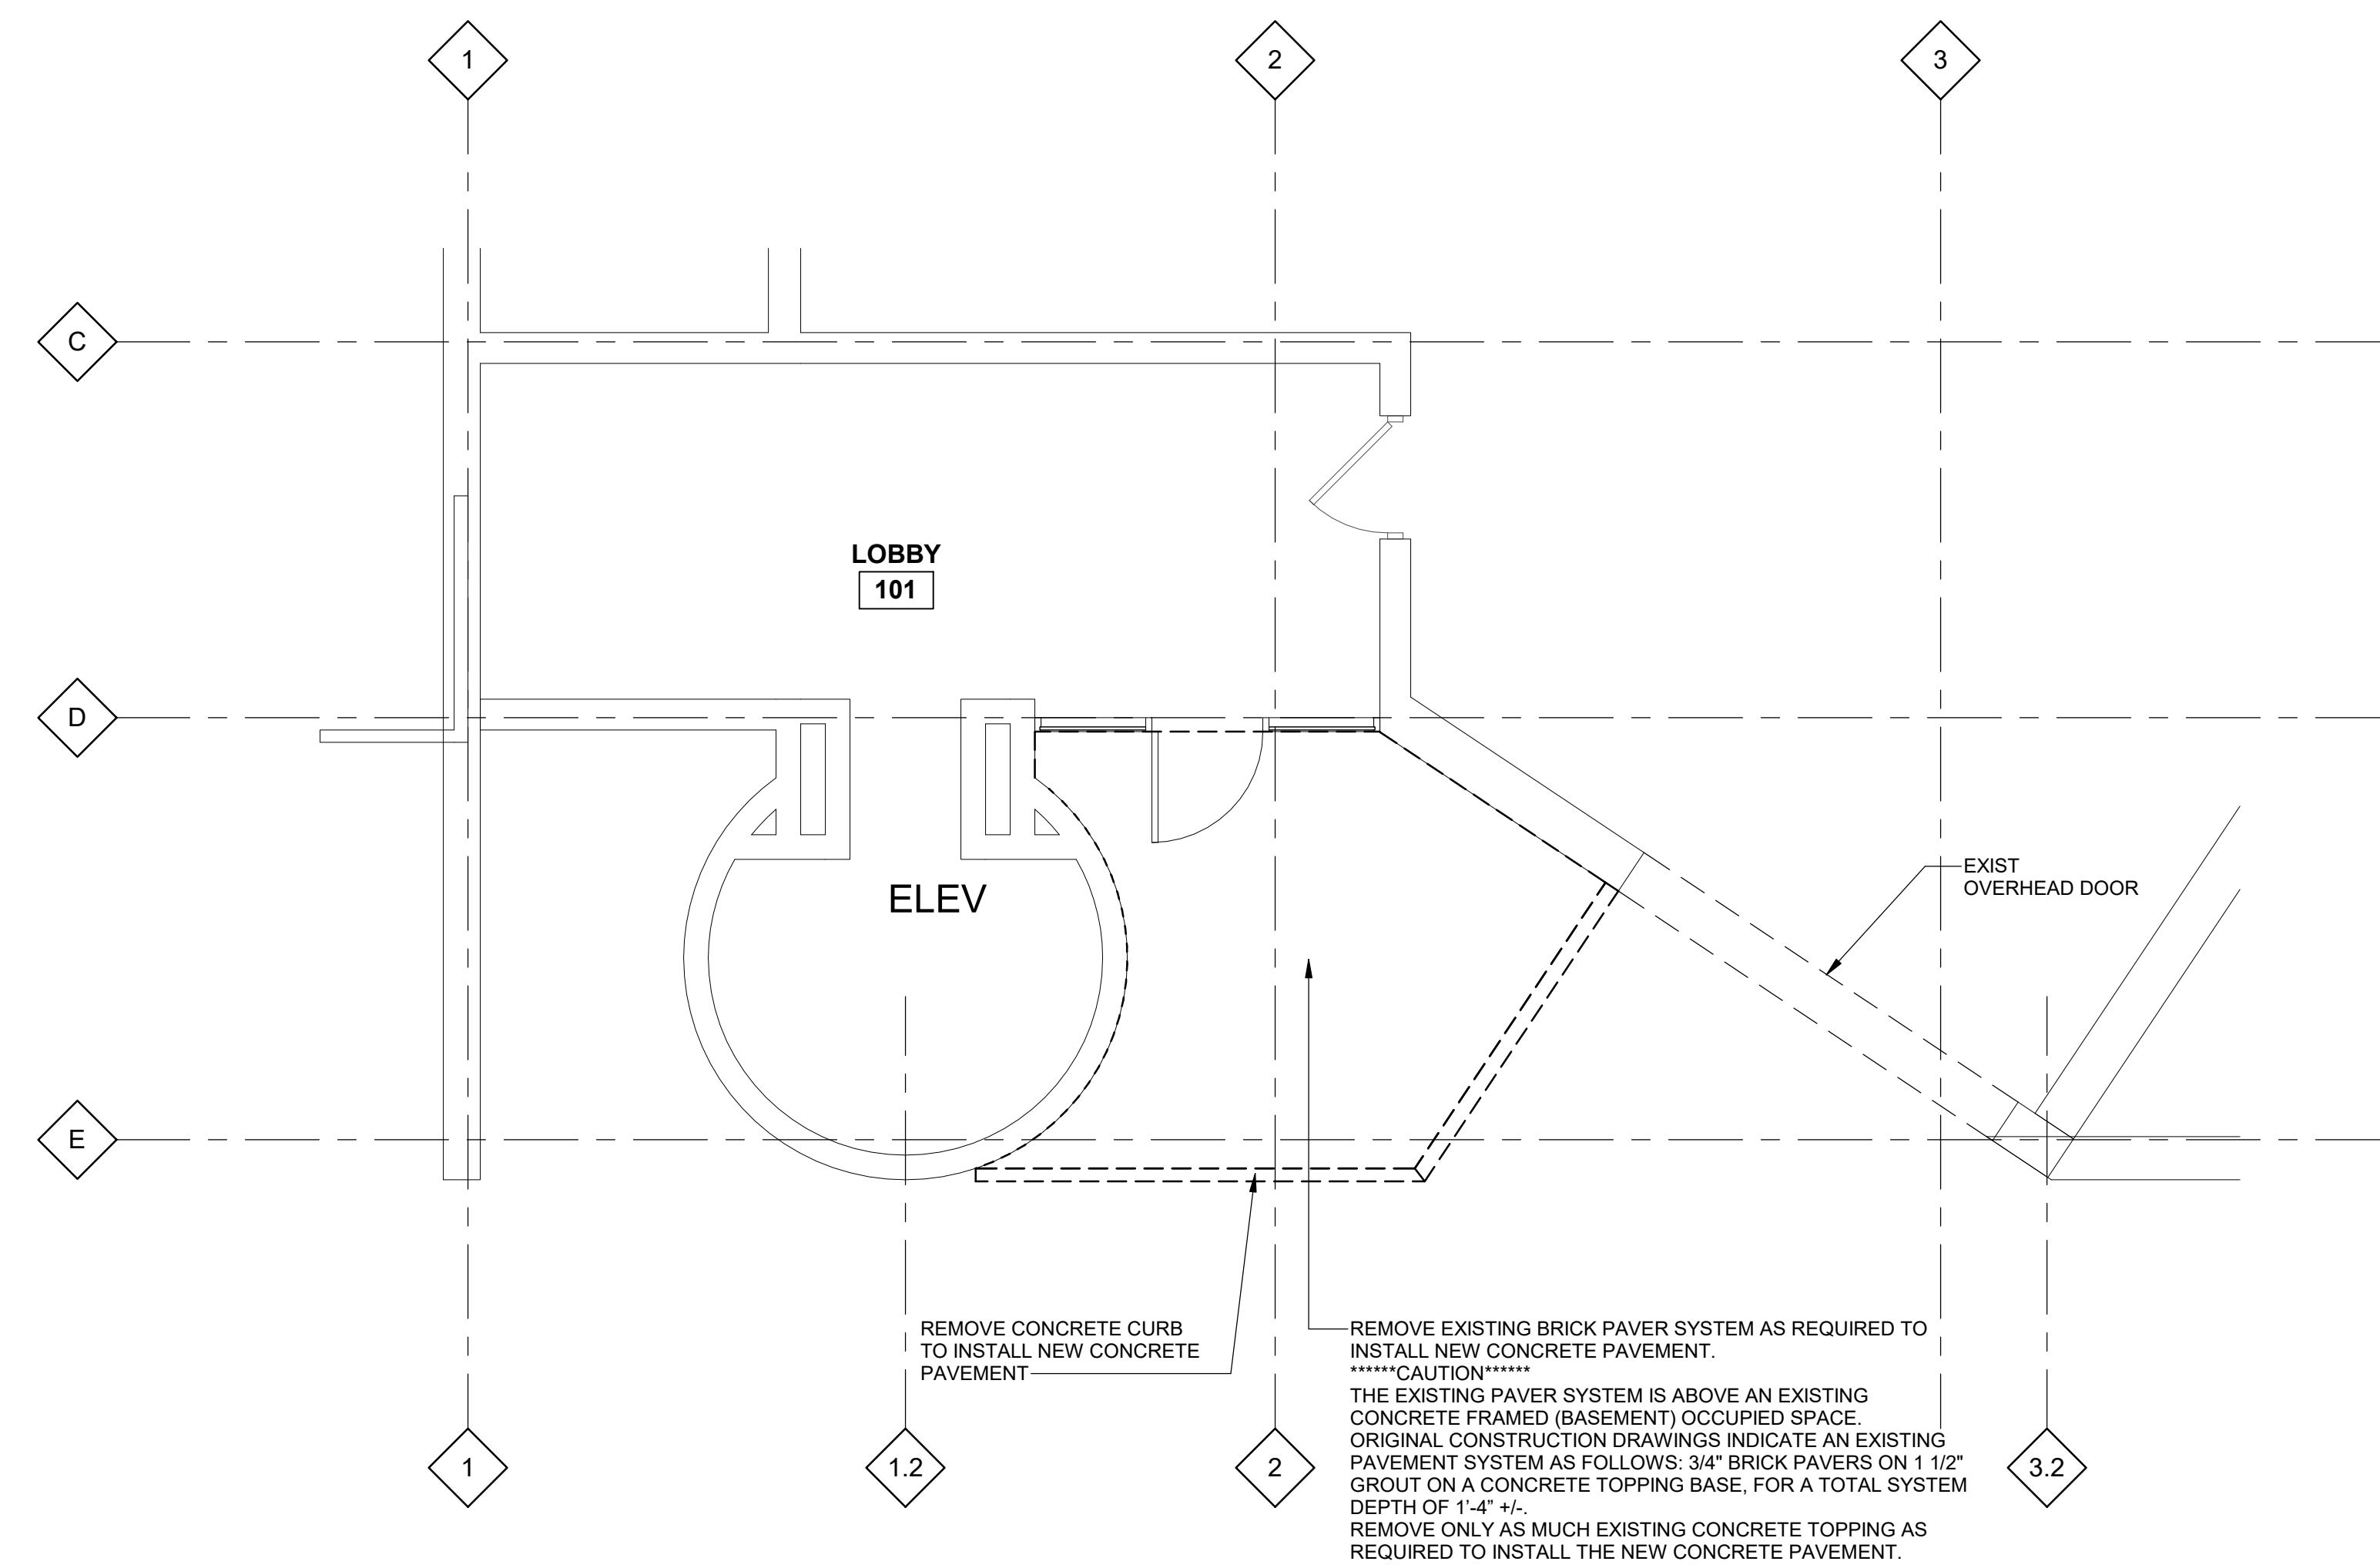 1
2
3
C
LOBBY
101
D
EXIST
OVERHEAD DOOR
ELEV
E
REMOVE CONCRETE CURB
TO INSTALL NEW CONCRETE
PAVEMENT
REMOVE EXISTING BRICK PAVER SYSTEM AS REQUIRED TO
INSTALL NEW CONCRETE PAVEMENT.
******CAUTION******
THE EXISTING PAVER SYSTEM IS ABOVE AN EXISTING
CONCRETE FRAMED (BASEMENT) OCCUPIED SPACE.
ORIGINAL CONSTRUCTION DRAWINGS INDICATE AN EXISTING
PAVEMENT SYSTEM AS FOLLOWS: 3/4" BRICK PAVERS ON 1 1/2"
GROUT ON A CONCRETE TOPPING BASE, FOR A TOTAL SYSTEM
DEPTH OF 1’-4” +/-.
REMOVE ONLY AS MUCH EXISTING CONCRETE TOPPING AS
REQUIRED TO INSTALL THE NEW CONCRETE PAVEMENT.
1
1.2
2
3.2